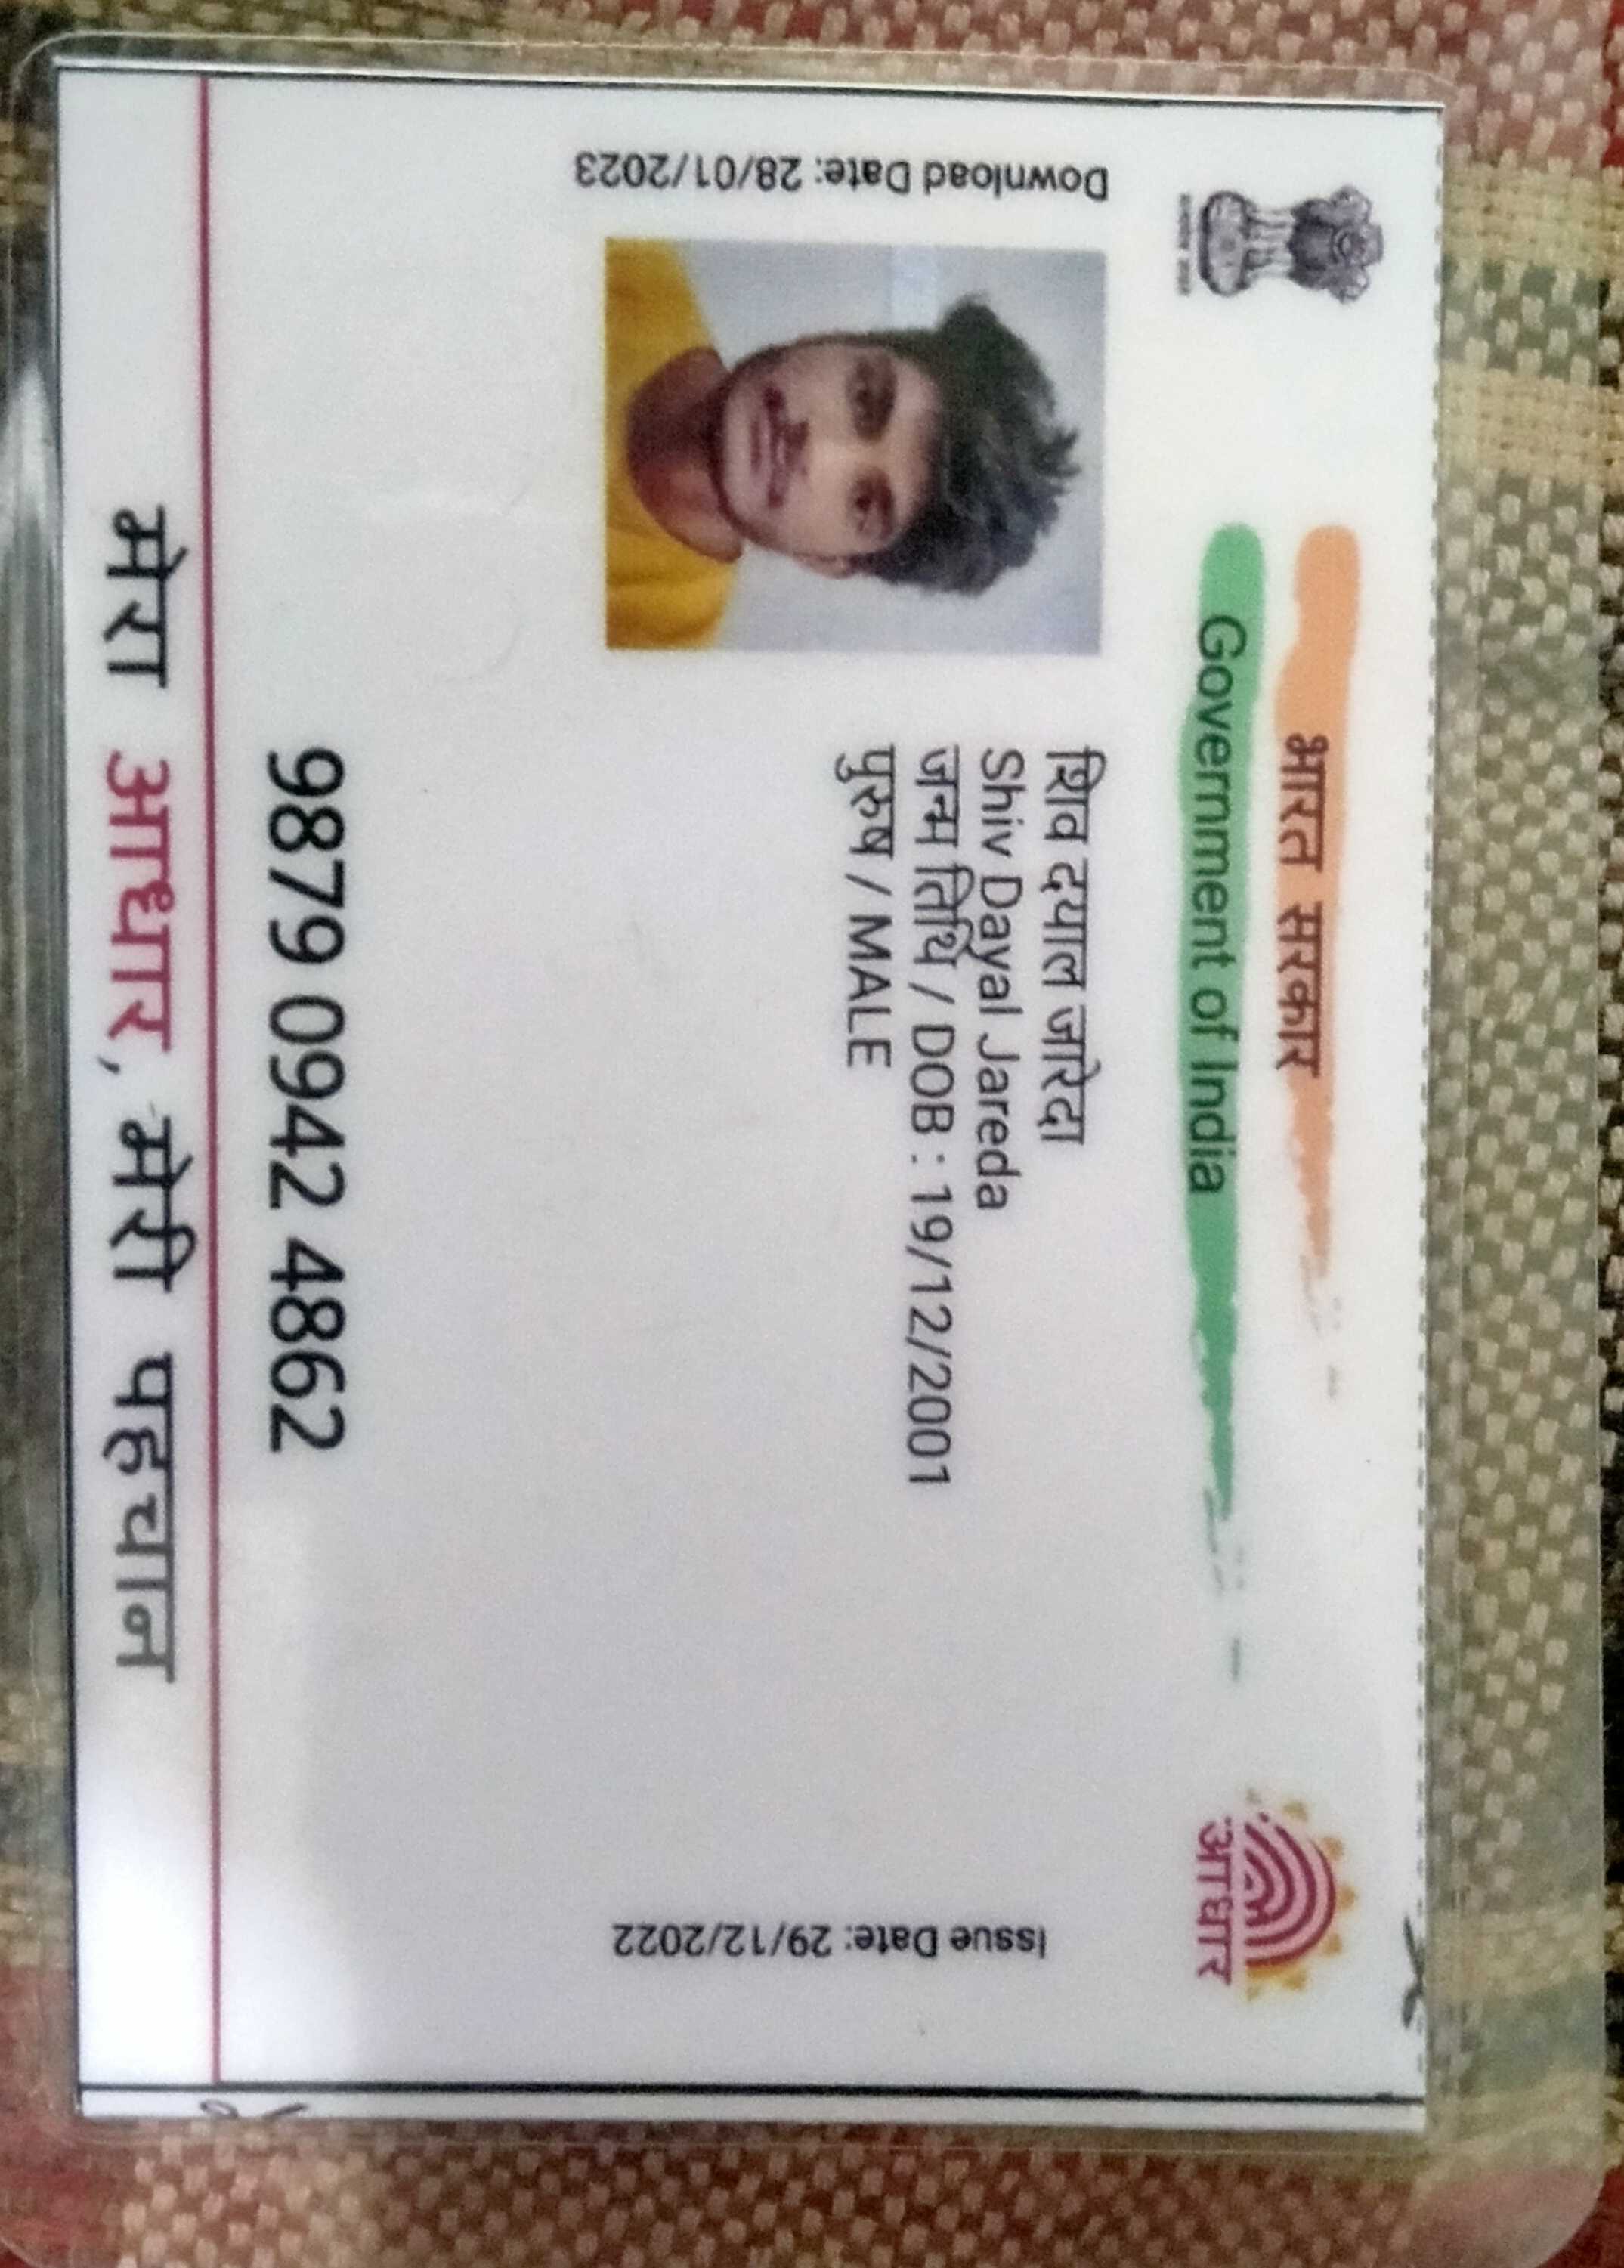 भारत सरकार
Government of India
आधार
Download Date: 28/01/2023
शिव दयाल जारेदा
Shiv Dayal Jareda
जन्म तिथि / DOB : 19/12/2001
पुरुष / MALE
Issue Date: 29/12/2022
9879 0942 4862
मेरा आधार, मेरी पहचान